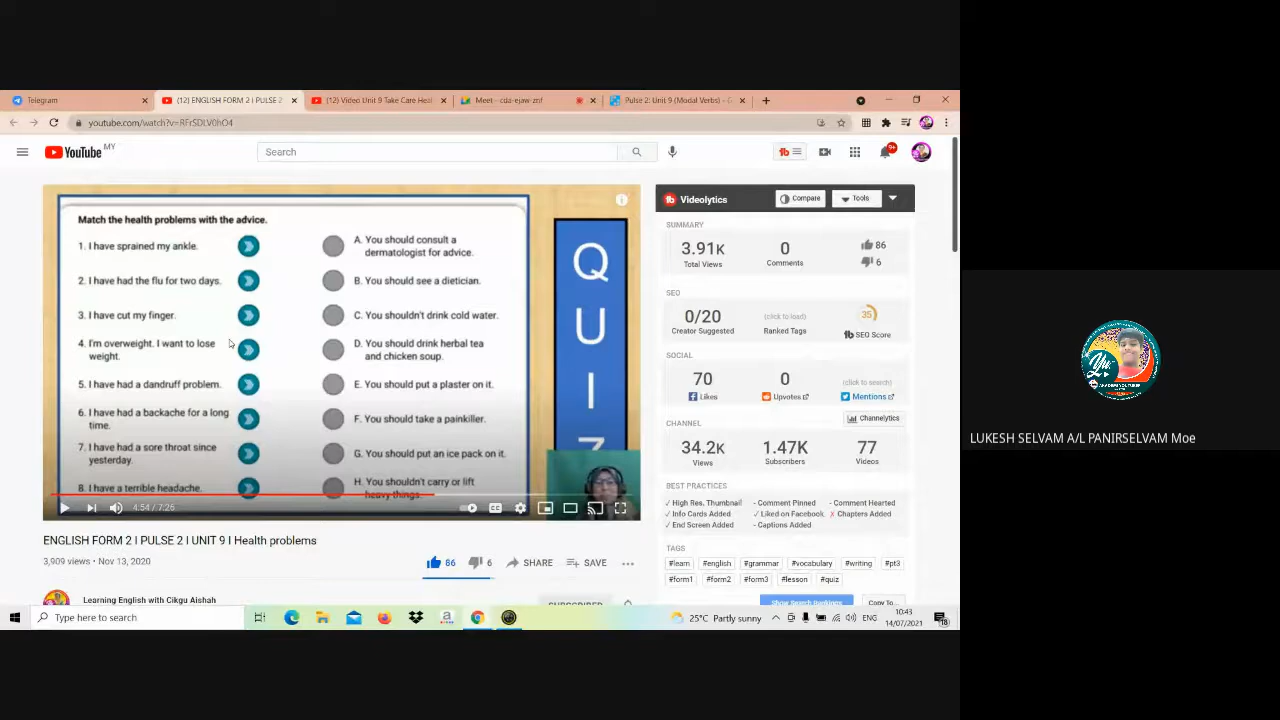 Telegram
(12) ENGLISH FORM 2 I PULSE 2
(12) Video Unit 9 Take Care Heal
Meet – cda-ejaw-znf
Pulse 2: Unit 9 (Modal Verbs) – G
youtube.com/watch?v=RFrSDLV0hO4
YouTube MY
Search
9+
Match the health problems with the advice.
1. I have sprained my ankle.
A. You should consult a
dermatologist for advice.
2. I have had the flu for two days.
B. You should see a dietician.
3. I have cut my finger.
C. You shouldn't drink cold water.
4. I'm overweight. I want to lose
weight.
D. You should drink herbal tea
and chicken soup.
5. I have had a dandruff problem.
E. You should put a plaster on it.
6. I have had a backache for a long
time.
F. You should take a painkiller.
7. I have had a sore throat since
yesterday.
G. You should put an ice pack on it.
8. I have a terrible headache.
H. You shouldn't carry or lift
heavy things.
QUIZ
4:54 / 7:26
ENGLISH FORM 2 I PULSE 2 I UNIT 9 I Health problems
3,909 views • Nov 13, 2020
86
6
SHARE
SAVE
Learning English with Cikgu Aishah
SUBSCRIBED
Videolytics
Compare
Tools
SUMMARY
3.91K
Total Views
0
Comments
86
6
SEO
0/20
Creator Suggested
(click to load)
Ranked Tags
35
SEO Score
SOCIAL
70
Likes
0
Upvotes
(click to search)
Mentions
Channelytics
CHANNEL
34.2K
Views
1.47K
Subscribers
77
Videos
BEST PRACTICES
✓ High Res. Thumbnail
- Comment Pinned
- Comment Hearted
✓ Info Cards Added
✓ Liked on Facebook
✗ Chapters Added
✓ End Screen Added
- Captions Added
TAGS
#learn
#english
#grammar
#vocabulary
#writing
#pt3
#form1
#form2
#form3
#lesson
#quiz
Show Search Rankings
Copy To...
Type here to search
25°C Partly sunny
ENG
10:43
14/07/2021
18
LUKESH SELVAM A/L PANIRSELVAM Moe